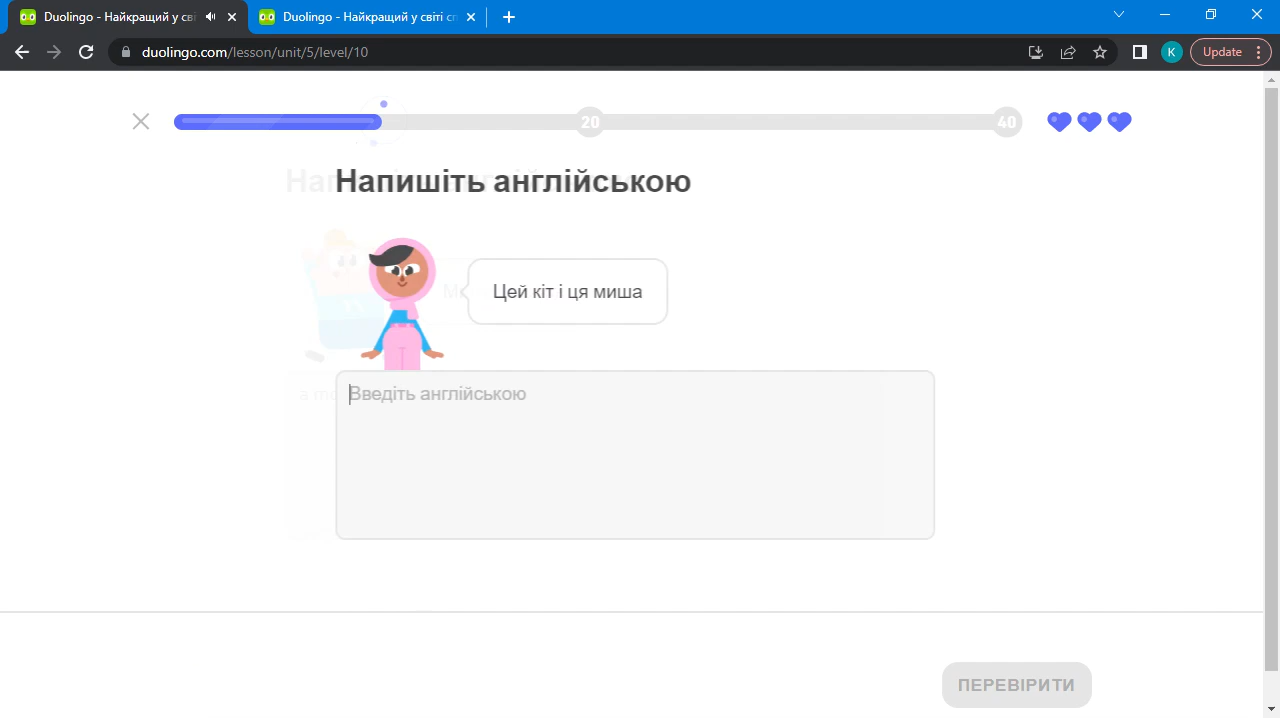 Duolingo - Найкращий у сві
Duolingo - Найкращий у світі сп
duolingo.com/lesson/unit/5/level/10
K
Update
20
40
Напишіть англійською
Цей кіт і ця миша
Введіть англійською
ПЕРЕВІРИТИ